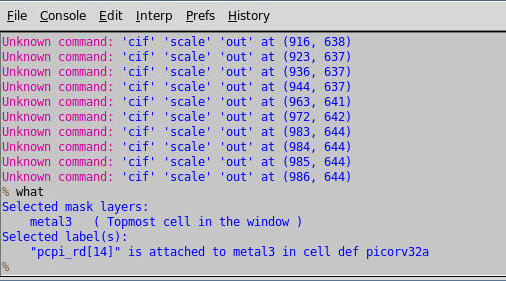 File Console Edit Interp Prefs History
Unknown command: 'cif' 'scale' 'out' at (916, 638)
Unknown command: 'cif' 'scale' 'out' at (923, 637)
Unknown command: 'cif' 'scale' 'out' at (936, 637)
Unknown command: 'cif' 'scale' 'out' at (944, 637)
Unknown command: 'cif' 'scale' 'out' at (963, 641)
Unknown command: 'cif' 'scale' 'out' at (972, 642)
Unknown command: 'cif' 'scale' 'out' at (983, 644)
Unknown command: 'cif' 'scale' 'out' at (984, 644)
Unknown command: 'cif' 'scale' 'out' at (985, 644)
Unknown command: 'cif' 'scale' 'out' at (986, 644)
% what
Selected mask layers:
    metal3   ( Topmost cell in the window )
Selected label(s):
    "pcpi_rd[14]" is attached to metal3 in cell def picorv32a
%